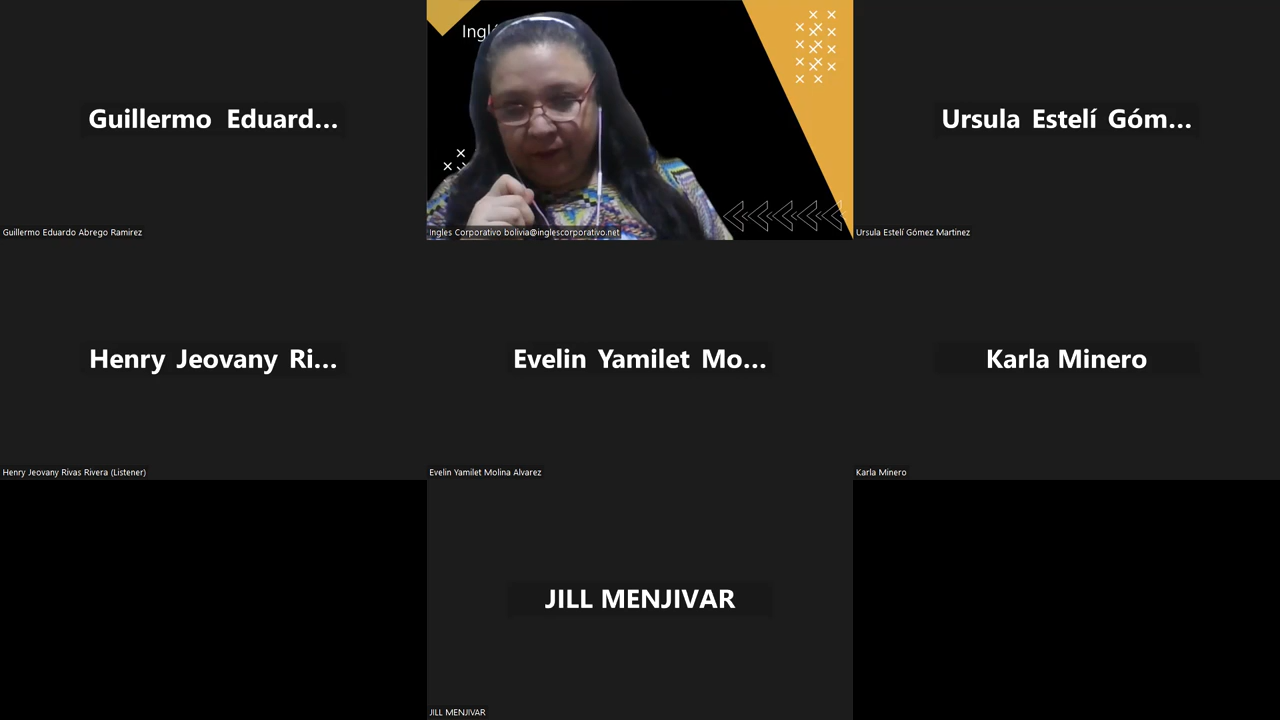 Guillermo Eduard...
Guillermo Eduardo Abrego Ramirez
Inglé
Ingles Corporativo bolivia@inglescorporativo.net
Ursula Estelí Góm...
Ursula Estelí Gómez Martinez
Henry Jeovany Ri...
Henry Jeovany Rivas Rivera (Listener)
Evelin Yamilet Mo...
Evelin Yamilet Molina Alvarez
Karla Minero
Karla Minero
JILL MENJIVAR
JILL MENJIVAR